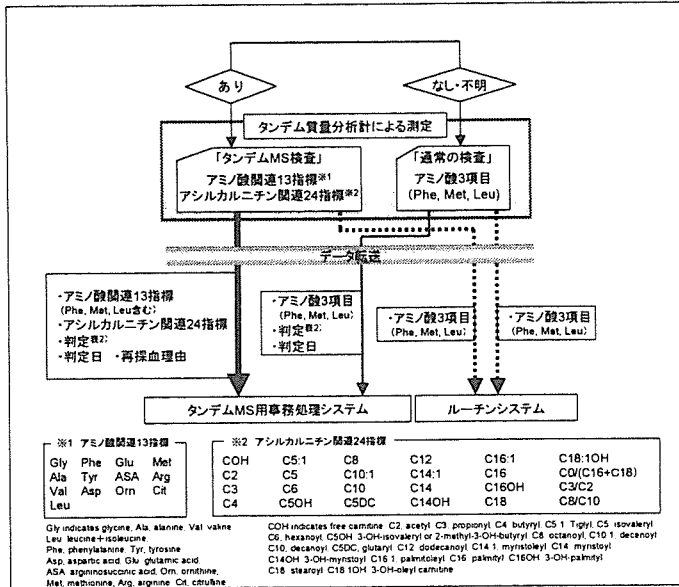 あり
なし・不明
タンデム質量分析計による測定
「タンデムMS検査」
アミノ酸関連13指標※1
アシルカルニチン関連24指標※2
「通常の検査」
アミノ酸3項目
(Phe, Met, Leu)
データ転送
・アミノ酸関連13指標
(Phe, Met, Leu含む)
・アシルカルニチン関連24指標
・判定表2)
・判定日 ・再採血理由
・アミノ酸3項目
(Phe, Met, Leu)
・判定表2)
・判定日
・アミノ酸3項目
(Phe, Met, Leu)
・アミノ酸3項目
(Phe, Met, Leu)
タンデムMS用事務処理システム
ルーチンシステム
※1 アミノ酸関連13指標
Gly Phe Glu Met
Ala Tyr ASA Arg
Val Asp Orn Cit
Leu
※2 アシルカルニチン関連24指標
COH C5:1 C8 C12 C16:1 C18:1OH
C2 C5 C10:1 C14:1 C16 C0/(C16+C18)
C3 C6 C10 C14 C16OH C3/C2
C4 C5OH C5DC C14OH C18 C8/C10
Gly indicates glycine, Ala, alanine, Val valine
Leu leucine+isoleucine,
Phe, phenylalanine, Tyr, tyrosine
Asp, aspartic acid, Glu glutamic acid
ASA argininosuccinic acid, Orn, ornithine,
Met, methionine, Arg, arginine Cit, citrulline
COH indicates free carnitine C2, acetyl C3, propionyl C4 butyryl C5 1 Tiglyl, C5 isovaleryl
C6, hexanoyl, C5OH 3-OH-isovaleryl or 2-methyl-3-OH-butyryl C8 octanoyl, C10 1, decenoyl
C10, decanoyl C5DC, glutaryl C12 dodecanoyl C14 1, myristoleyl C14 myristoyl
C14OH 3-OH-myristoyl C16 1, palmitoleyl C16 palmityl C16OH 3-OH-palmityl
C18 stearoyl C18 1OH 3-OH-oleyl carnitine